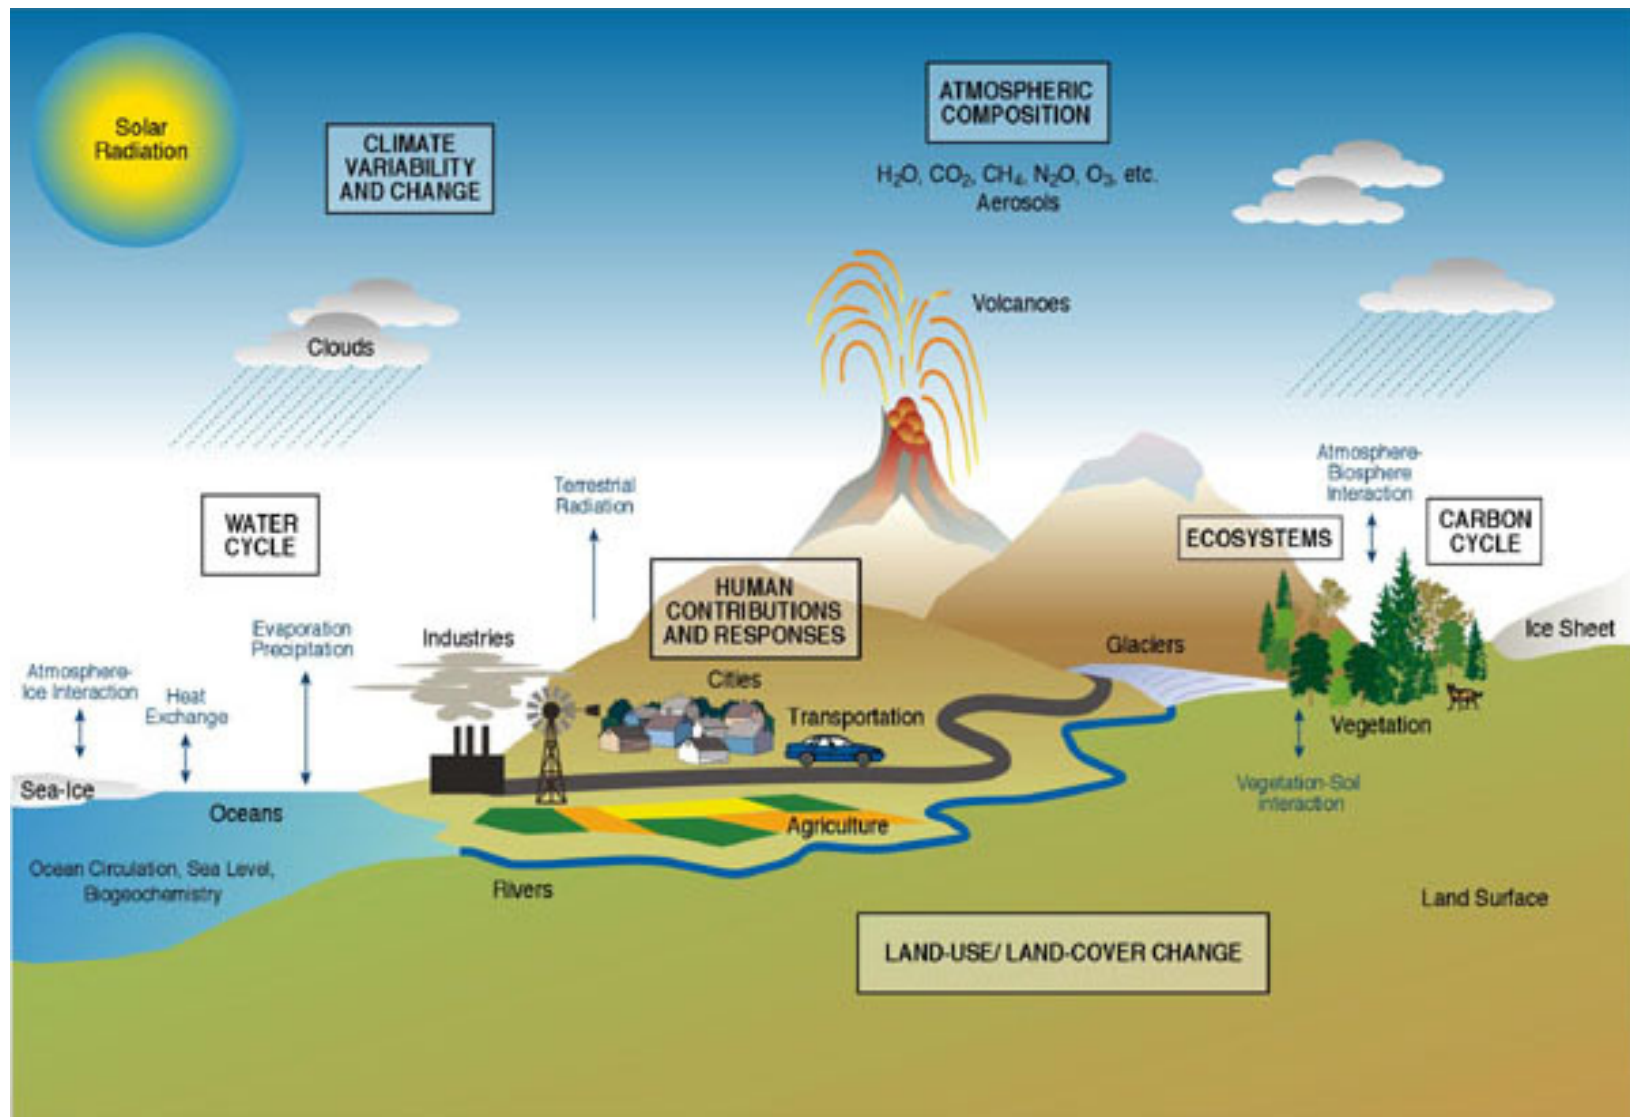 Solar
Radiation
CLIMATE
VARIABILITY
AND CHANGE
ATMOSPHERIC
COMPOSITION
H₂O, CO₂, CH₄, N₂O, O₃, etc.
Aerosols
Volcanoes
Clouds
Terrestrial
Radiation
Atmosphere-
Biosphere
Interaction
WATER
CYCLE
ECOSYSTEMS
CARBON
CYCLE
HUMAN
CONTRIBUTIONS
AND RESPONSES
Evaporation
Precipitation
Industries
Glaciers
Ice Sheet
Atmosphere-
Ice Interaction
Heat
Exchange
Cities
Transportation
Vegetation
Sea-Ice
Oceans
Vegetation-Soil
interaction
Agriculture
Ocean Circulation, Sea Level,
Biogeochemistry
Rivers
Land Surface
LAND-USE/ LAND-COVER CHANGE